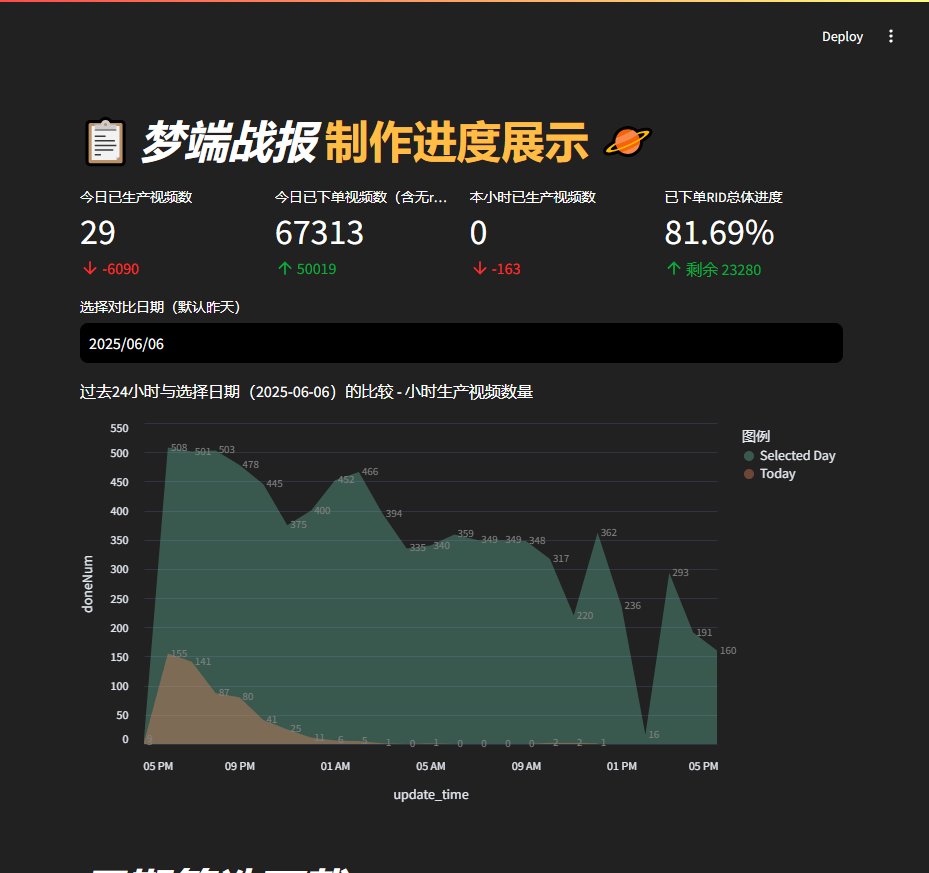 Deploy
梦端战报 制作进度展示
今日已生产视频数
29
-6090
今日已下单视频数（含无r...
67313
50019
本小时已生产视频数
0
-163
已下单RID总体进度
81.69%
剩余 23280
选择对比日期（默认昨天）
2025/06/06
过去24小时与选择日期（2025-06-06）的比较 - 小时生产视频数量
图例
Selected Day
Today
doneNum
550
500
450
400
350
300
250
200
150
100
50
0
508 501 503 478 445 375 400 452 466 394 335 340 359 349 349 348 317 220 362 236 16 293 191 160
155 141 87 80 41 25 11 6 5 1 0 1 0 0 0 0 2 2 1
05 PM 09 PM 01 AM 05 AM 09 AM 01 PM 05 PM
update_time